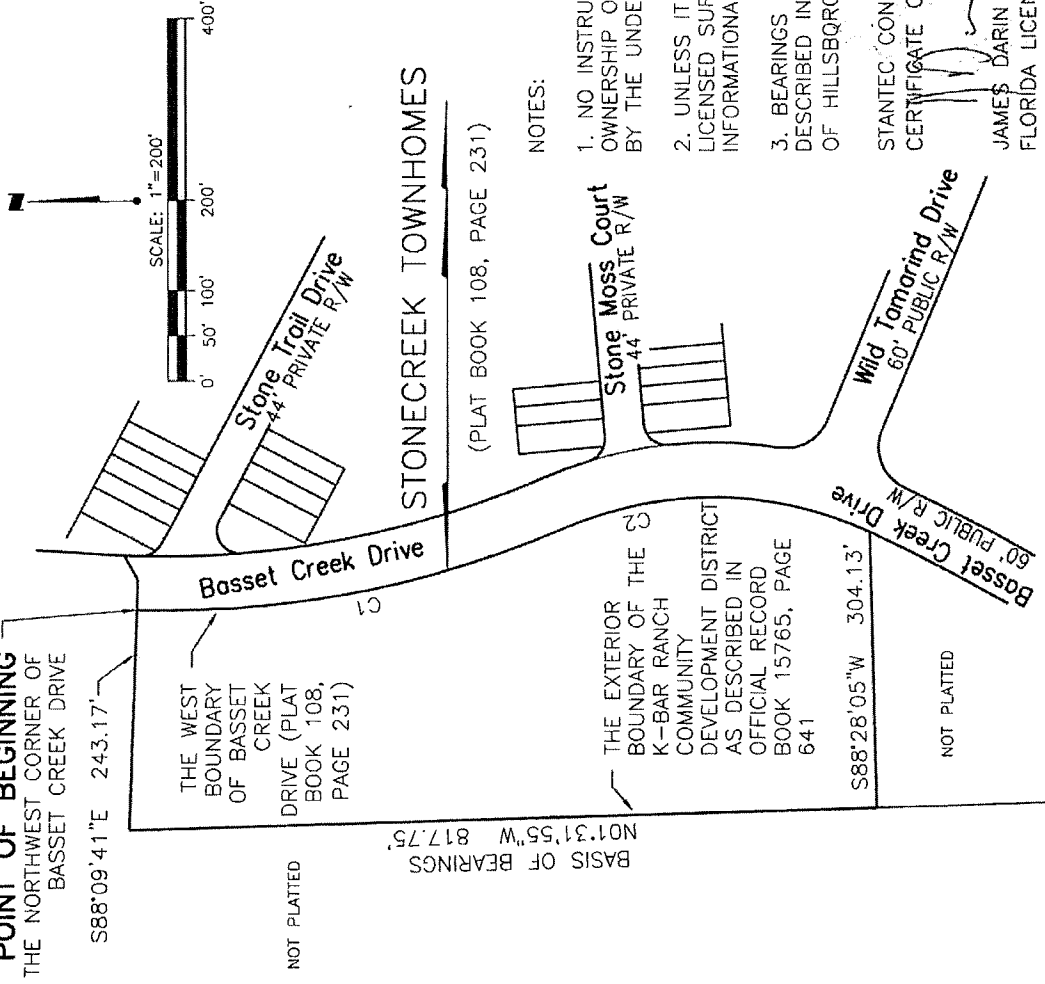 POINT OF BEGINNING
THE NORTHWEST CORNER OF
BASSET CREEK DRIVE
S88°09'41"E 243.17'
SCALE: 1"=200'
0' 50' 100' 200' 400'
THE WEST
BOUNDARY
OF BASSET
CREEK
DRIVE (PLAT
BOOK 108,
PAGE 231)
NOT PLATTED
Basset Creek Drive
C1
Stone Trail Drive
44' PRIVATE R/W
STONECREEK TOWNHOMES
(PLAT BOOK 108, PAGE 231)
Stone Moss Court
44' PRIVATE R/W
C2
THE EXTERIOR
BOUNDARY OF THE
K-BAR RANCH
COMMUNITY
DEVELOPMENT DISTRICT
AS DESCRIBED IN
OFFICIAL RECORD
BOOK 15765, PAGE
641
BASIS OF BEARINGS
N01°31'55"W 817.75'
S88°28'05"W 304.13'
NOT PLATTED
Wild Tamarind Drive
60' PUBLIC R/W
Basset Creek Drive
60' PUBLIC R/W
NOTES:
1. NO INSTRU
OWNERSHIP O
BY THE UNDE
2. UNLESS IT
LICENSED SUR
INFORMATIONA
3. BEARINGS
DESCRIBED IN
OF HILLSBORO
STANTEC CON
CERTIFICATE O
JAMES DARIN
FLORIDA LICEN